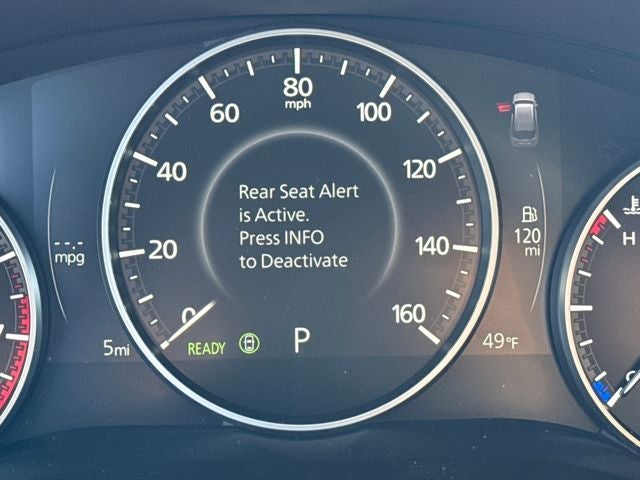 80
mph
60
100
40
120
20
140
0
160
Rear Seat Alert
is Active.
Press INFO
to Deactivate
-.-
mpg
120
mi
H
5mi
READY
P
49°F